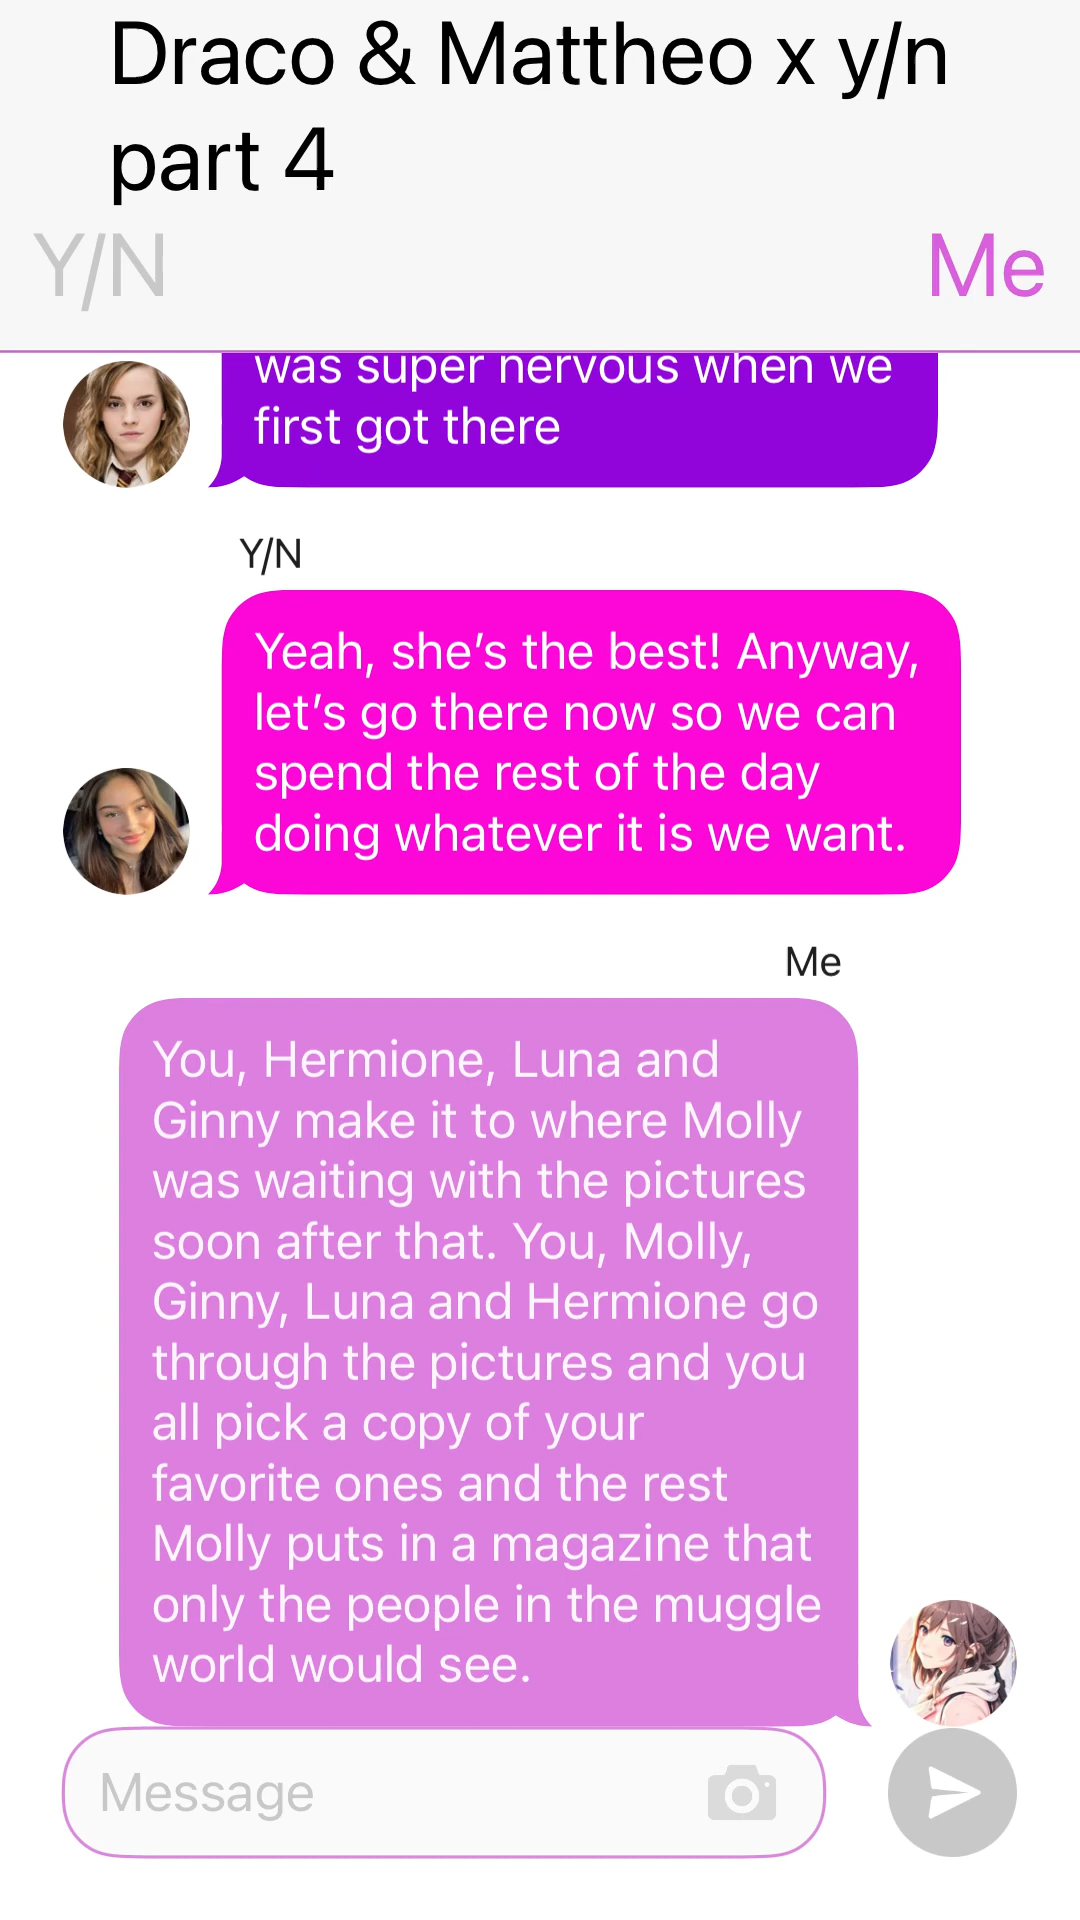 Draco & Mattheo x y/n
part 4
Y/N
Me
was super nervous when we
first got there
Y/N
Yeah, she’s the best! Anyway,
let’s go there now so we can
spend the rest of the day
doing whatever it is we want.
Me
You, Hermione, Luna and
Ginny make it to where Molly
was waiting with the pictures
soon after that. You, Molly,
Ginny, Luna and Hermione go
through the pictures and you
all pick a copy of your
favorite ones and the rest
Molly puts in a magazine that
only the people in the muggle
world would see.
Message